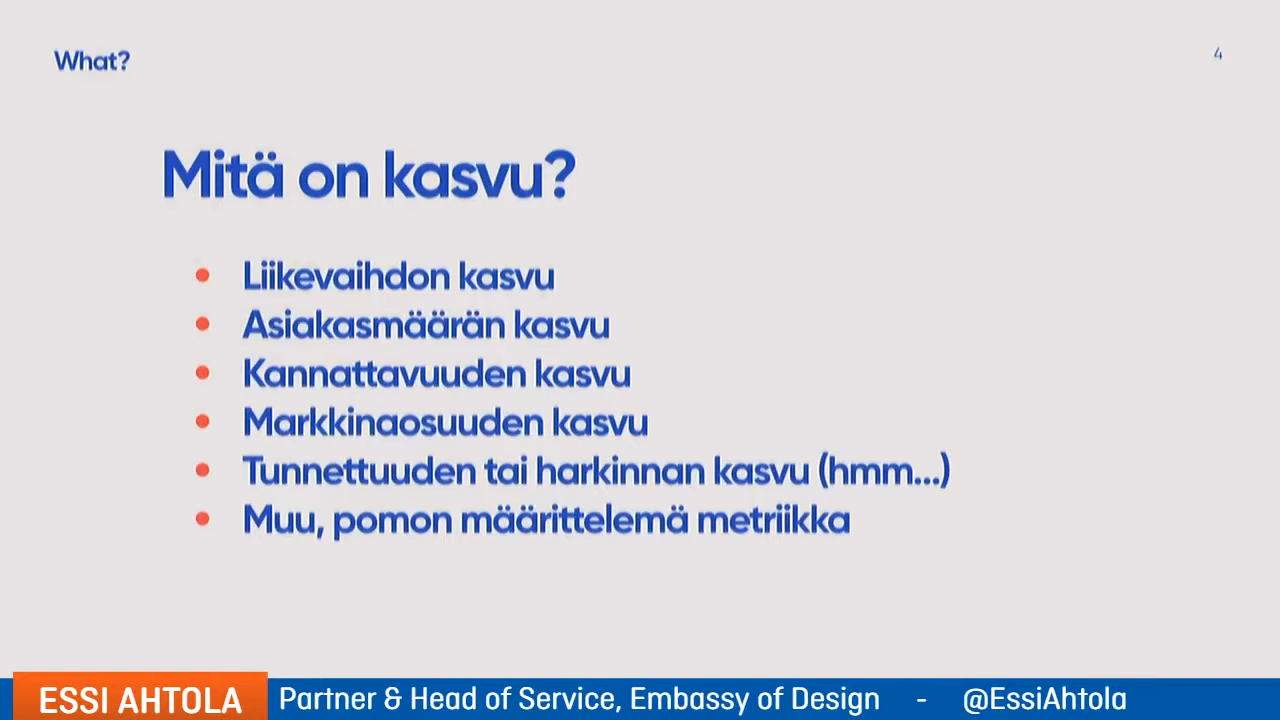 What?
4
Mitä on kasvu?
• Liikevaihdon kasvu
• Asiakasmäärän kasvu
• Kannattavuuden kasvu
• Markkinaosuuden kasvu
• Tunnettuuden tai harkinnan kasvu (hmm...)
• Muu, pomon määrittelemä metriikka
ESSI AHTOLA Partner & Head of Service, Embassy of Design - @EssiAhtola